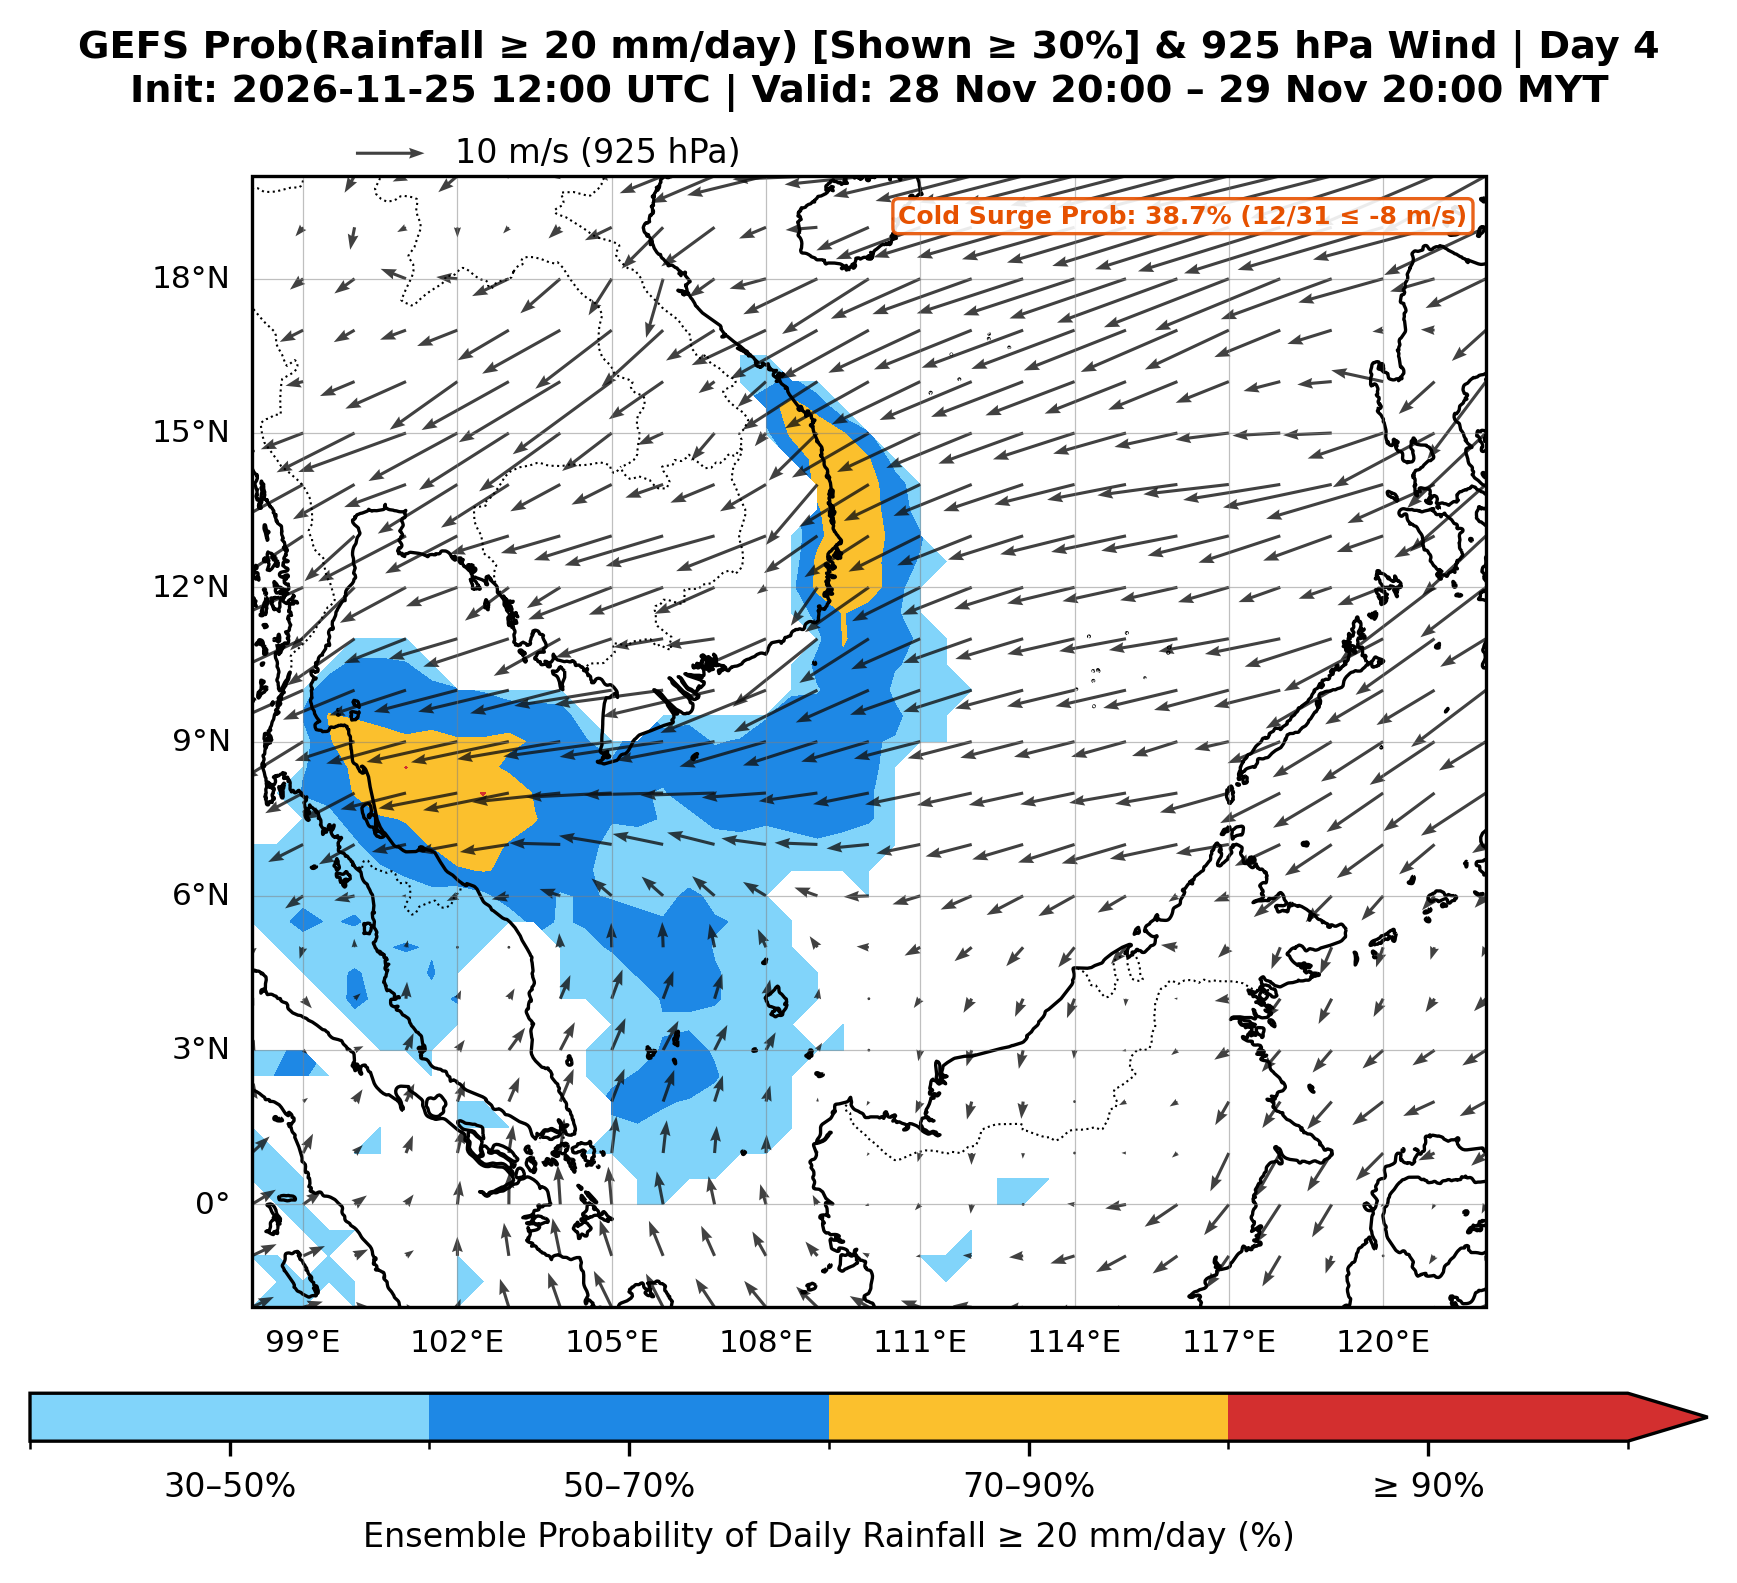 GEFS Prob(Rainfall ≥ 20 mm/day) [Shown ≥ 30%] & 925 hPa Wind | Day 4
Init: 2026-11-25 12:00 UTC | Valid: 28 Nov 20:00 – 29 Nov 20:00 MYT
10 m/s (925 hPa)
Cold Surge Prob: 38.7% (12/31 ≤ -8 m/s)
18°N
15°N
12°N
9°N
6°N
3°N
0°
99°E 102°E 105°E 108°E 111°E 114°E 117°E 120°E
30–50% 50–70% 70–90% ≥ 90%
Ensemble Probability of Daily Rainfall ≥ 20 mm/day (%)